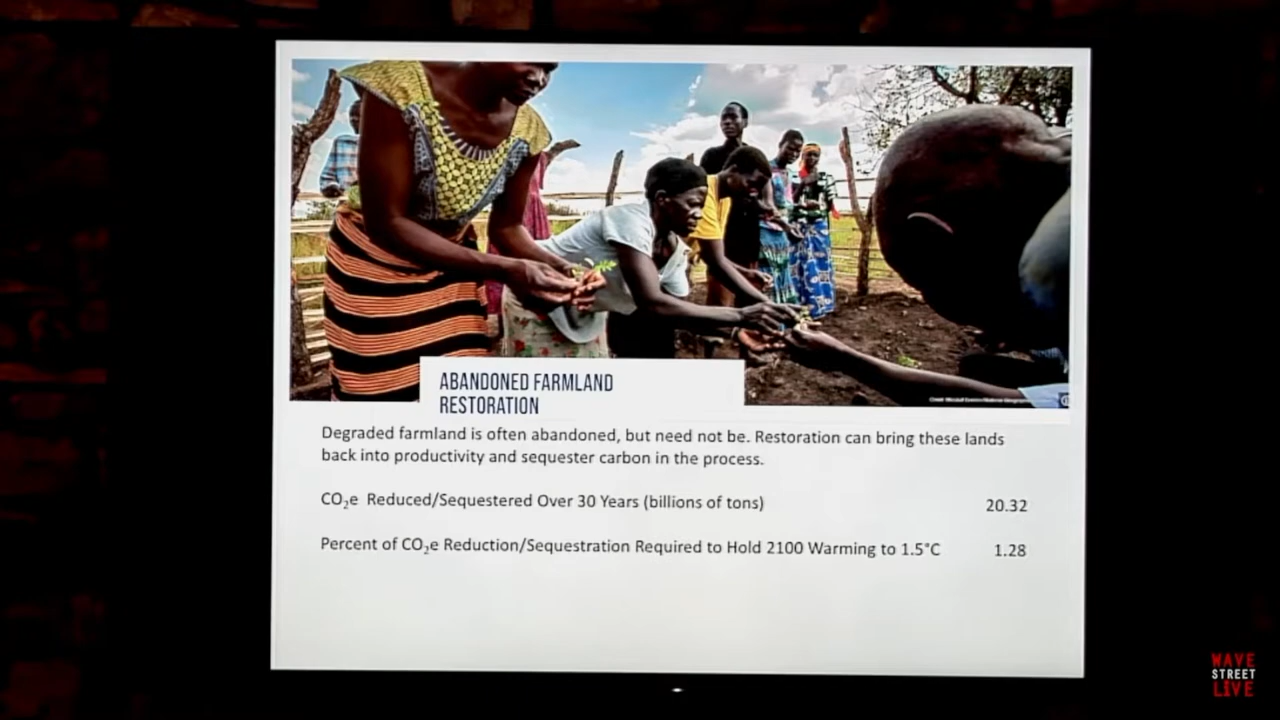 ABANDONED FARMLAND
RESTORATION
Degraded farmland is often abandoned, but need not be. Restoration can bring these lands
back into productivity and sequester carbon in the process.
CO₂e Reduced/Sequestered Over 30 Years (billions of tons) 20.32
Percent of CO₂e Reduction/Sequestration Required to Hold 2100 Warming to 1.5°C 1.28
WAVE
STREET
LIVE